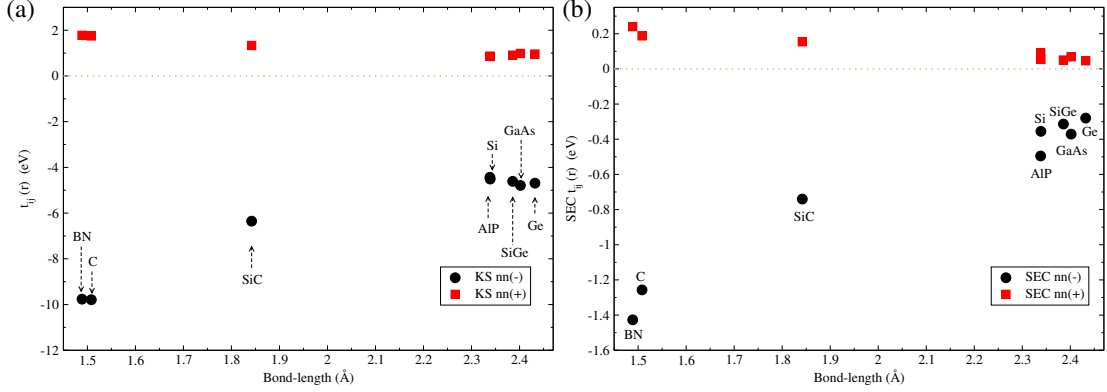 (a)
2
0
-2
-4
-6
-8
-10
-12
t_ij (r) (eV)
BN
C
SiC
Si
GaAs
AlP
SiGe
Ge
KS nn(-)
KS nn(+)
1.5 1.6 1.7 1.8 1.9 2 2.1 2.2 2.3 2.4
Bond-length (Å)
(b)
0.2
0
-0.2
-0.4
-0.6
-0.8
-1
-1.2
-1.4
-1.6
SEC t_ij (r) (eV)
Si
SiGe
GaAs
Ge
AlP
SiC
C
BN
SEC nn(-)
SEC nn(+)
1.5 1.6 1.7 1.8 1.9 2 2.1 2.2 2.3 2.4
Bond-length (Å)